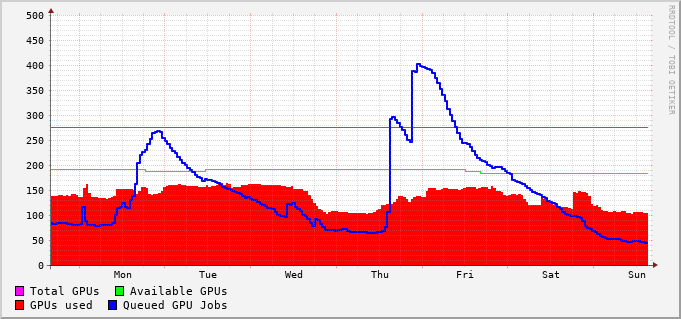 500
450
400
350
300
250
200
150
100
50
0
Mon Tue Wed Thu Fri Sat Sun
Total GPUs Available GPUs
GPUs used Queued GPU Jobs
RRDTOOL / TOBI OETIKER